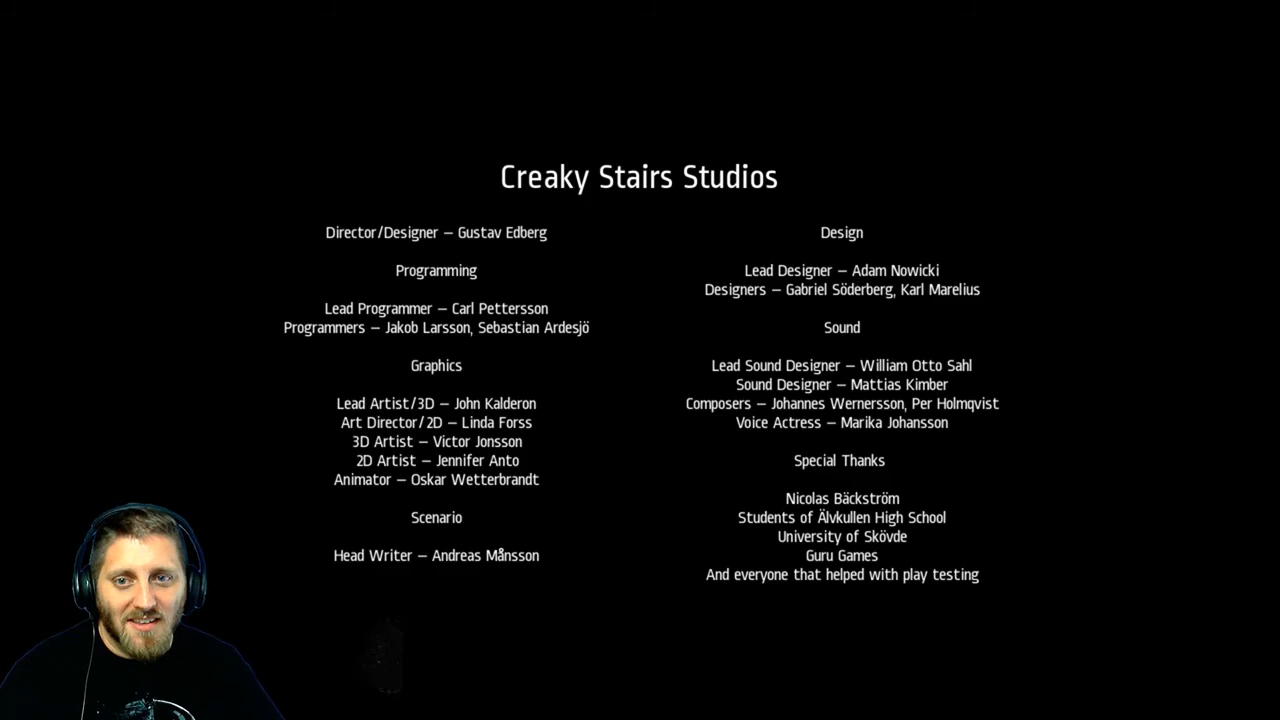 Creaky Stairs Studios
Director/Designer – Gustav Edberg
Programming
Lead Programmer – Carl Pettersson
Programmers – Jakob Larsson, Sebastian Ardesjö
Graphics
Lead Artist/3D – John Kalderon
Art Director/2D – Linda Forss
3D Artist – Victor Jonsson
2D Artist – Jennifer Anto
Animator – Oskar Wetterbrandt
Scenario
Head Writer – Andreas Månsson
Design
Lead Designer – Adam Nowicki
Designers – Gabriel Söderberg, Karl Marelius
Sound
Lead Sound Designer – William Otto Sahl
Sound Designer – Mattias Kimber
Composers – Johannes Wernersson, Per Holmqvist
Voice Actress – Marika Johansson
Special Thanks
Nicolas Bäckström
Students of Älvkullen High School
University of Skövde
Guru Games
And everyone that helped with play testing